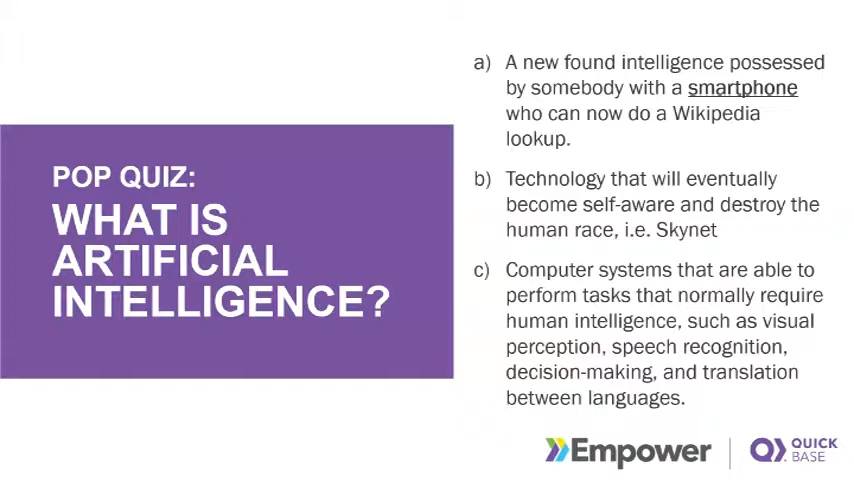 POP QUIZ:
WHAT IS
ARTIFICIAL
INTELLIGENCE?
a) A new found intelligence possessed
by somebody with a smartphone
who can now do a Wikipedia
lookup.
b) Technology that will eventually
become self-aware and destroy the
human race, i.e. Skynet
c) Computer systems that are able to
perform tasks that normally require
human intelligence, such as visual
perception, speech recognition,
decision-making, and translation
between languages.
Empower
QUICK
BASE